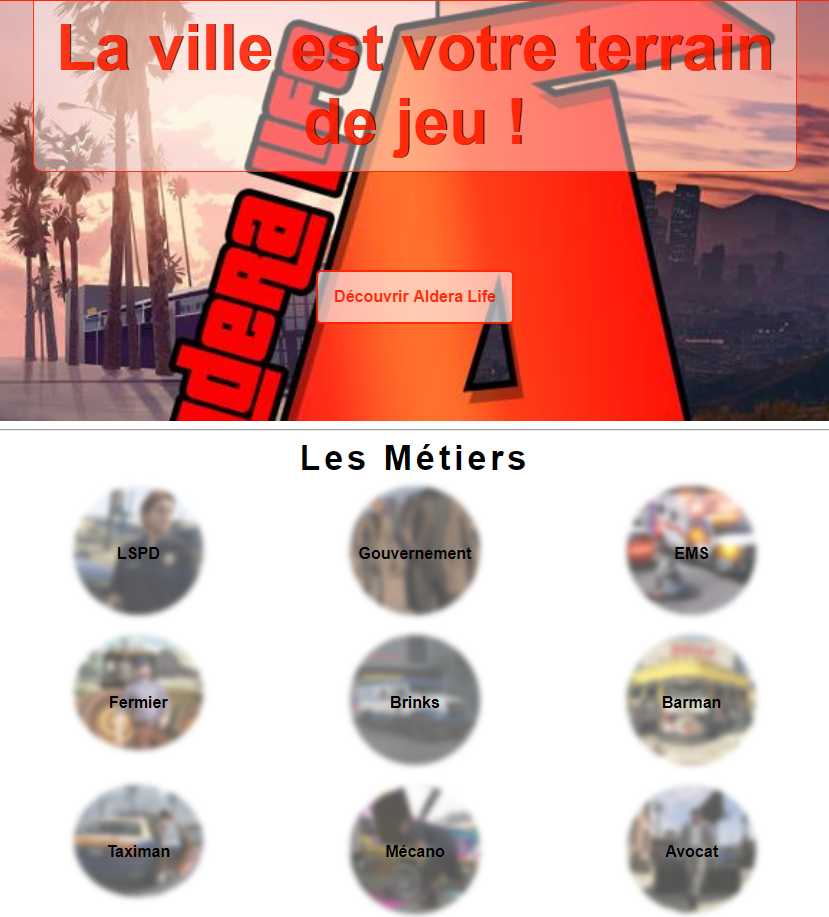 La ville est votre terrain
de jeu !
LIFE
Découvrir Aldera Life
Les Métiers
LSPD
Gouvernement
EMS
Fermier
Brinks
Barman
Taximan
Mécano
Avocat